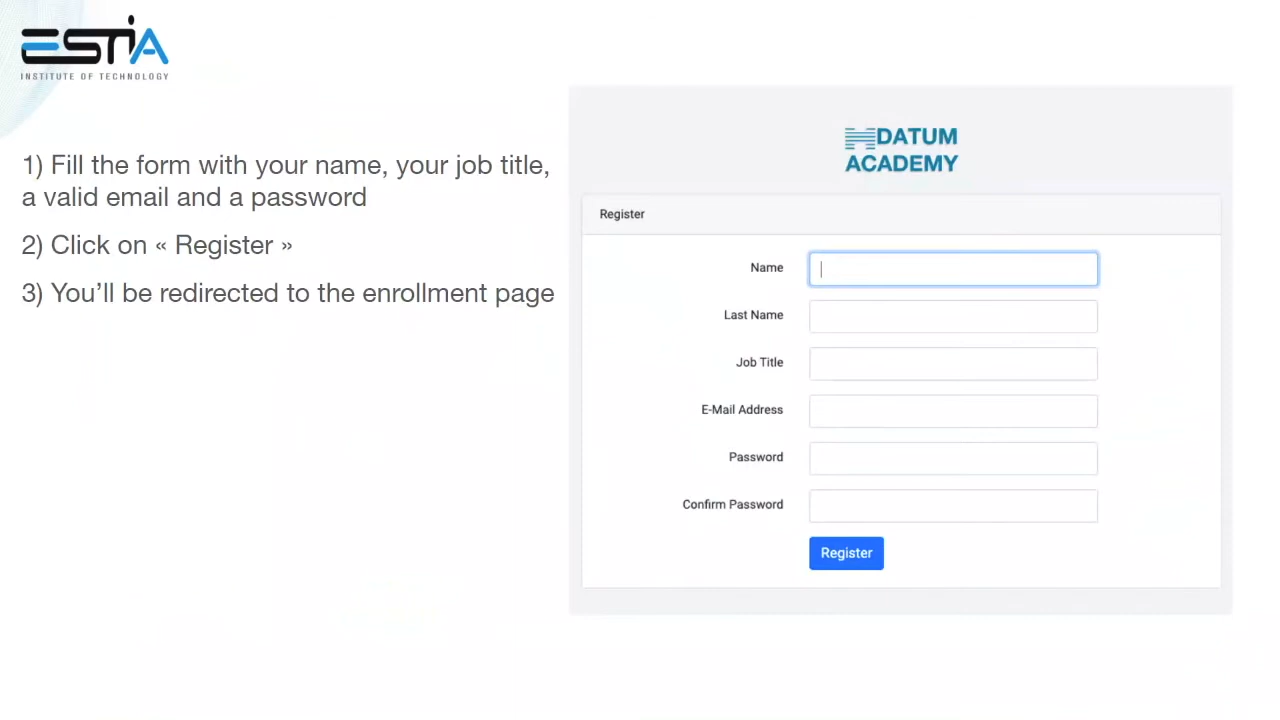 ESTIA
INSTITUTE OF TECHNOLOGY
1) Fill the form with your name, your job title,
a valid email and a password
2) Click on « Register »
3) You’ll be redirected to the enrollment page
DATUM
ACADEMY
Register
Name
Last Name
Job Title
E-Mail Address
Password
Confirm Password
Register